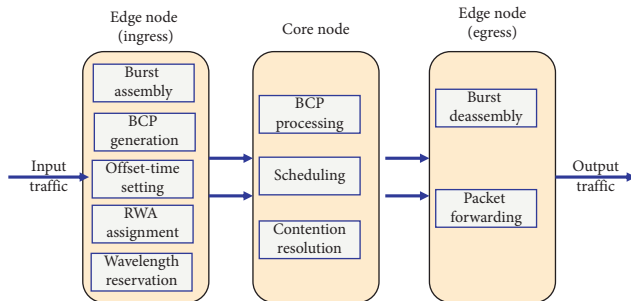 Edge node
(ingress)
Core node
Edge node
(egress)
Input
traffic
Burst
assembly
BCP
generation
Offset-time
setting
RWA
assignment
Wavelength
reservation
BCP
processing
Scheduling
Contention
resolution
Burst
deassembly
Packet
forwarding
Output
traffic